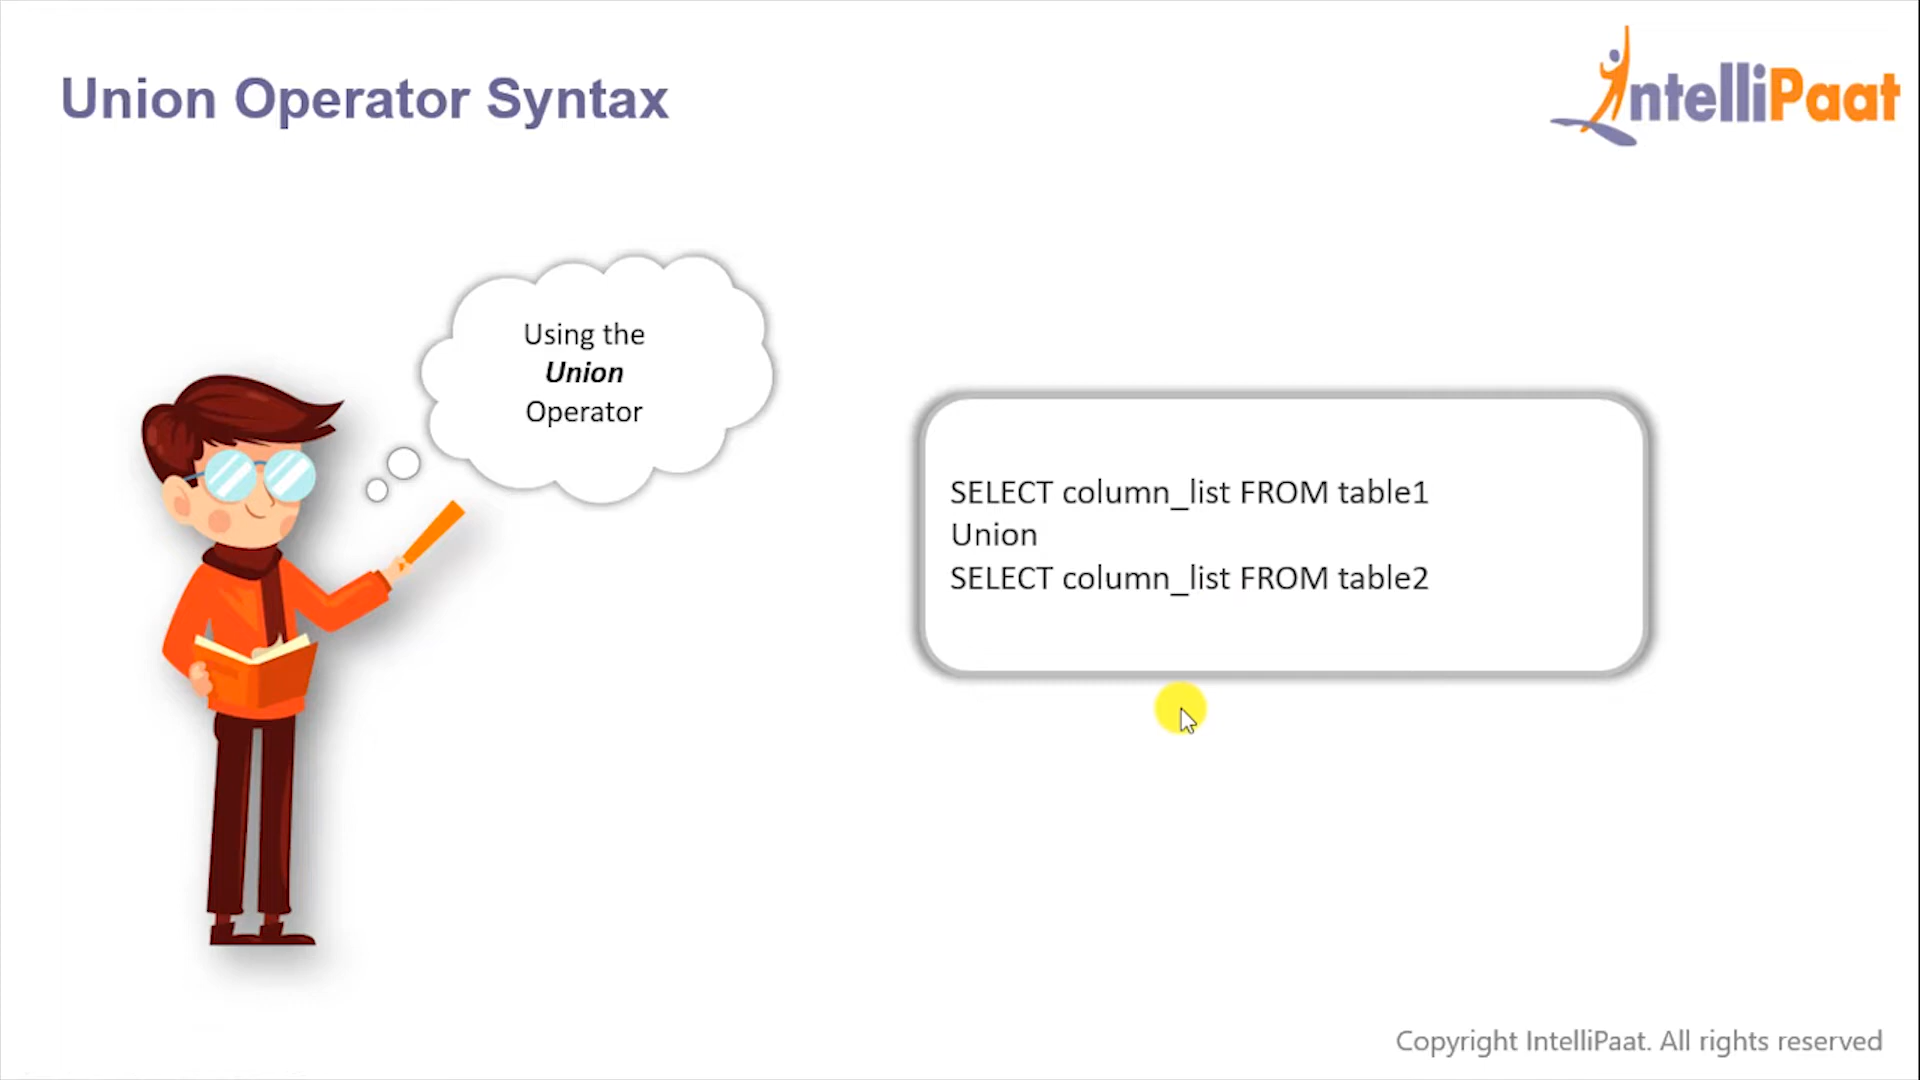 Union Operator Syntax
IntelliPaat
Using the
Union
Operator
SELECT column_list FROM table1
Union
SELECT column_list FROM table2
Copyright IntelliPaat. All rights reserved